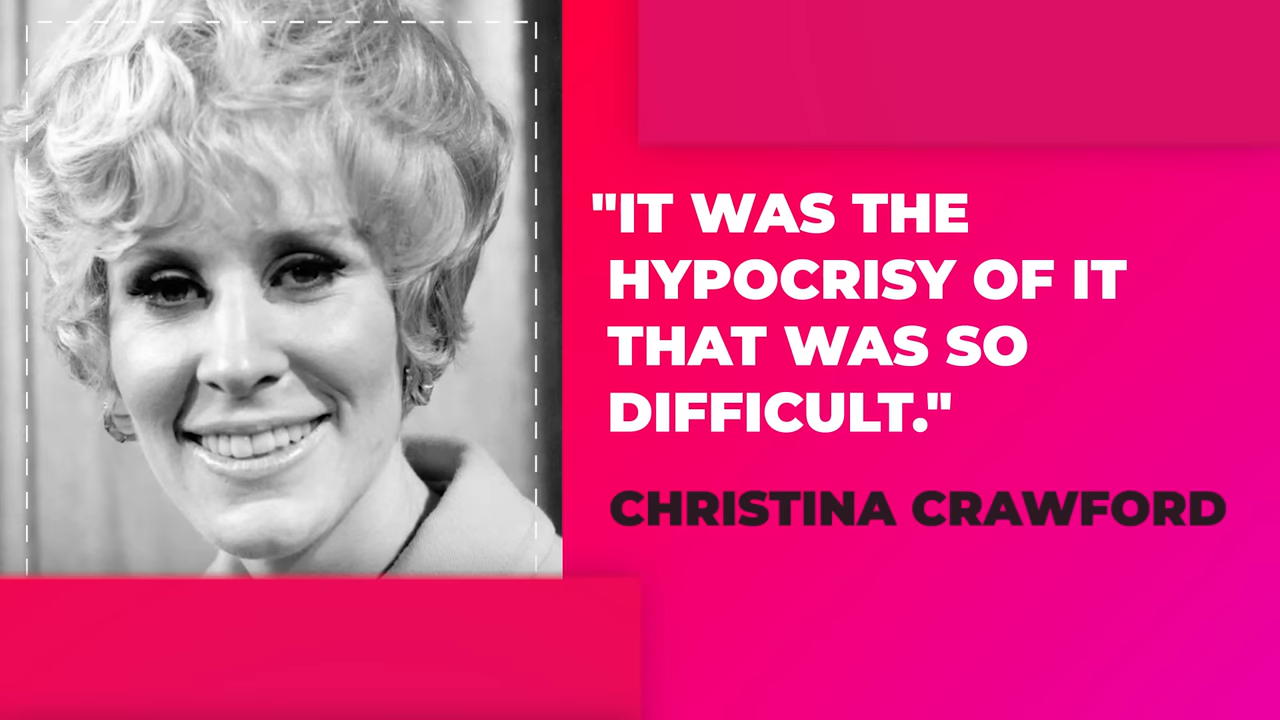 "IT WAS THE
HYPOCRISY OF IT
THAT WAS SO
DIFFICULT."
CHRISTINA CRAWFORD